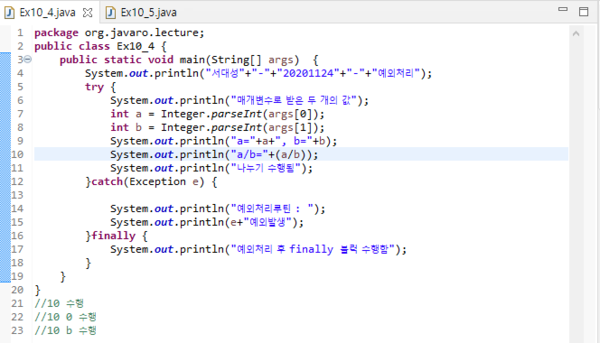 Ex10_4.java Ex10_5.java
1 package org.javaro.lecture;
2 public class Ex10_4 {
3 public static void main(String[] args)  {
4 System.out.println("서대성"+"-"+"20201124"+"-"+"예외처리");
5 try {
6 System.out.println("매개변수로 받은 두 개의 값");
7 int a = Integer.parseInt(args[0]);
8 int b = Integer.parseInt(args[1]);
9 System.out.println("a="+a+", b="+b);
10 System.out.println("a/b="+(a/b));
11 System.out.println("나누기 수행됨");
12 }catch(Exception e) {
13
14 System.out.println("예외처리루틴 : ");
15 System.out.println(e+"예외발생");
16 }finally {
17 System.out.println("예외처리 후 finally 블럭 수행함");
18 }
19 }
20 }
21 //10 수행
22 //10 0 수행
23 //10 b 수행